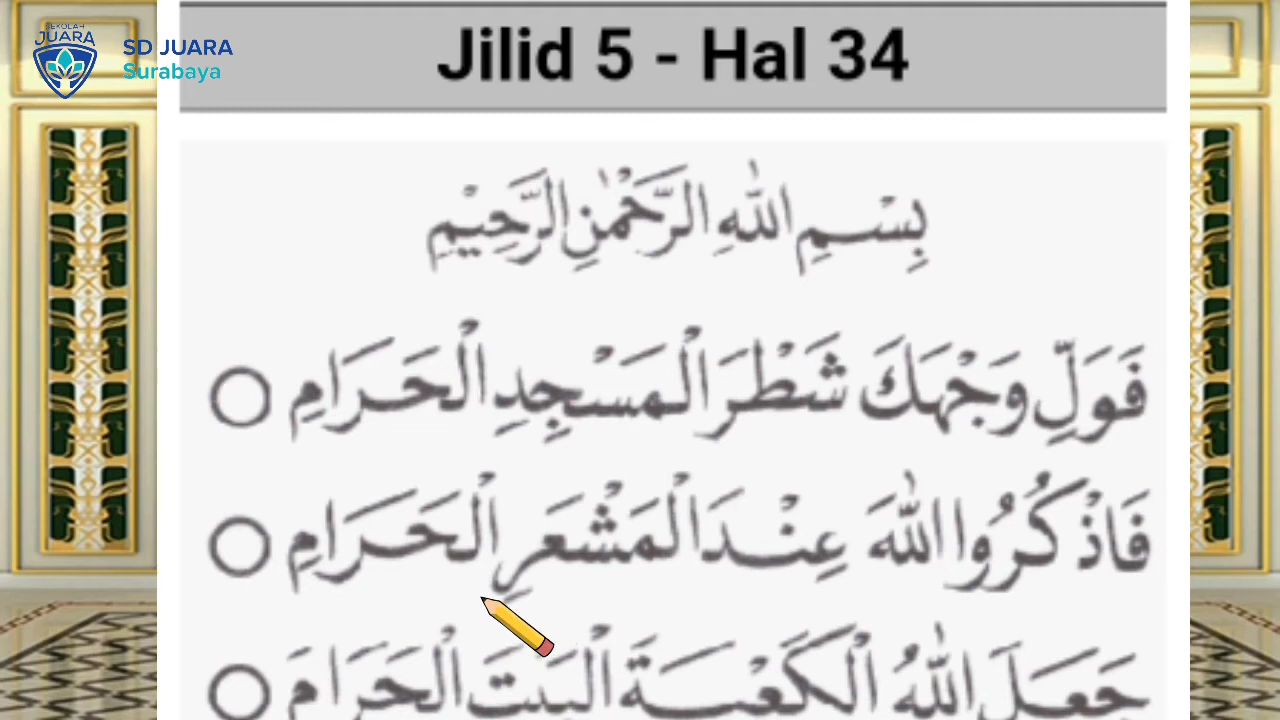 SEKOLAH
JUARA
SD JUARA
Surabaya
Jilid 5 - Hal 34
بِسْمِ اللّٰهِ الرَّحْمٰنِ الرَّحِيْمِ
فَوَلِّ وَجْهَكَ شَطْرَ الْمَسْجِدِ الْحَرَامِ
فَاذْكُرُوا اللّٰهَ عِنْدَ الْمَشْعَرِ الْحَرَامِ
جَعَلَ اللّٰهُ الْكَعْبَةَ الْبَيْتَ الْحَرَامَ